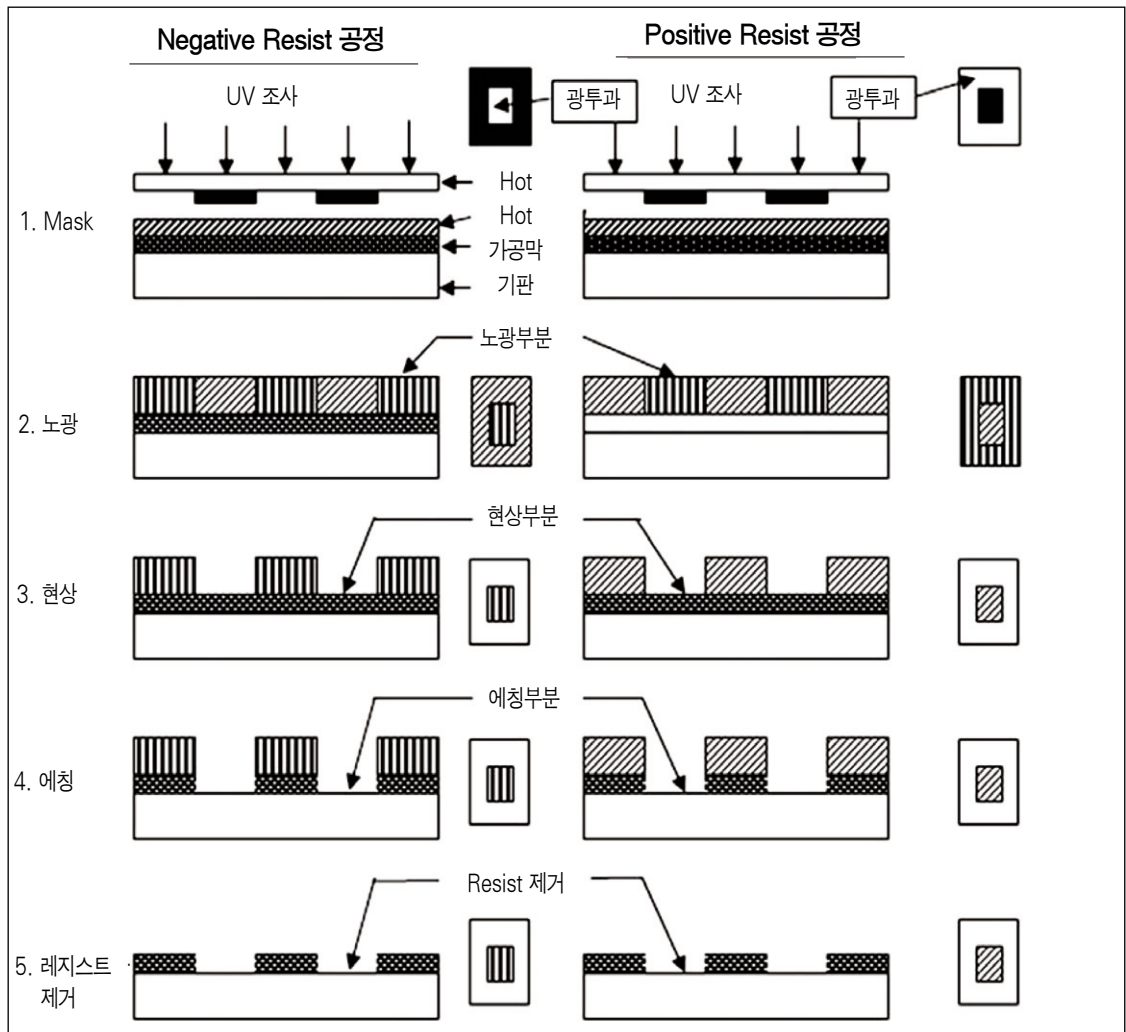 Negative Resist 공정
Positive Resist 공정
UV 조사
광투과
UV 조사
광투과
1. Mask
Hot
Hot
가공막
기판
노광부분
2. 노광
현상부분
3. 현상
에칭부분
4. 에칭
Resist 제거
5. 레지스트
제거